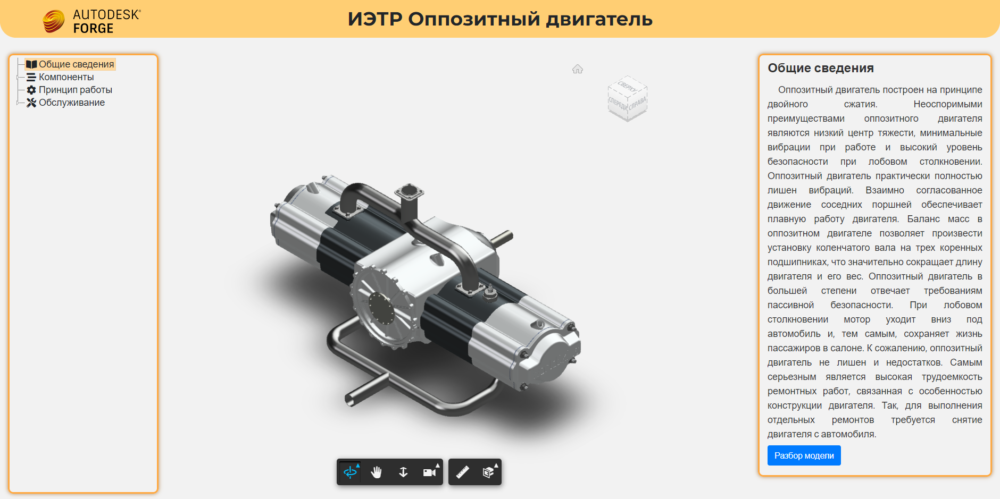 AUTODESK®
FORGE
ИЭТР Оппозитный двигатель
Общие сведения
Компоненты
Принцип работы
Обслуживание
СВЕРХУ
СПЕРЕДИ
СПРАВА
Общие сведения
Оппозитный двигатель построен на принципе
двойного сжатия. Неоспоримыми
преимуществами оппозитного двигателя
являются низкий центр тяжести, минимальные
вибрации при работе и высокий уровень
безопасности при лобовом столкновении.
Оппозитный двигатель практически полностью
лишен вибраций. Взаимно согласованное
движение соседних поршней обеспечивает
плавную работу двигателя. Баланс масс в
оппозитном двигателе позволяет произвести
установку коленчатого вала на трех коренных
подшипниках, что значительно сокращает длину
двигателя и его вес. Оппозитный двигатель в
большей степени отвечает требованиям
пассивной безопасности. При лобовом
столкновении мотор уходит вниз под
автомобиль и, тем самым, сохраняет жизнь
пассажиров в салоне. К сожалению, оппозитный
двигатель не лишен и недостатков. Самым
серьезным является высокая трудоемкость
ремонтных работ, связанная с особенностью
конструкции двигателя. Так, для выполнения
отдельных ремонтов требуется снятие
двигателя с автомобиля.
Разбор модели